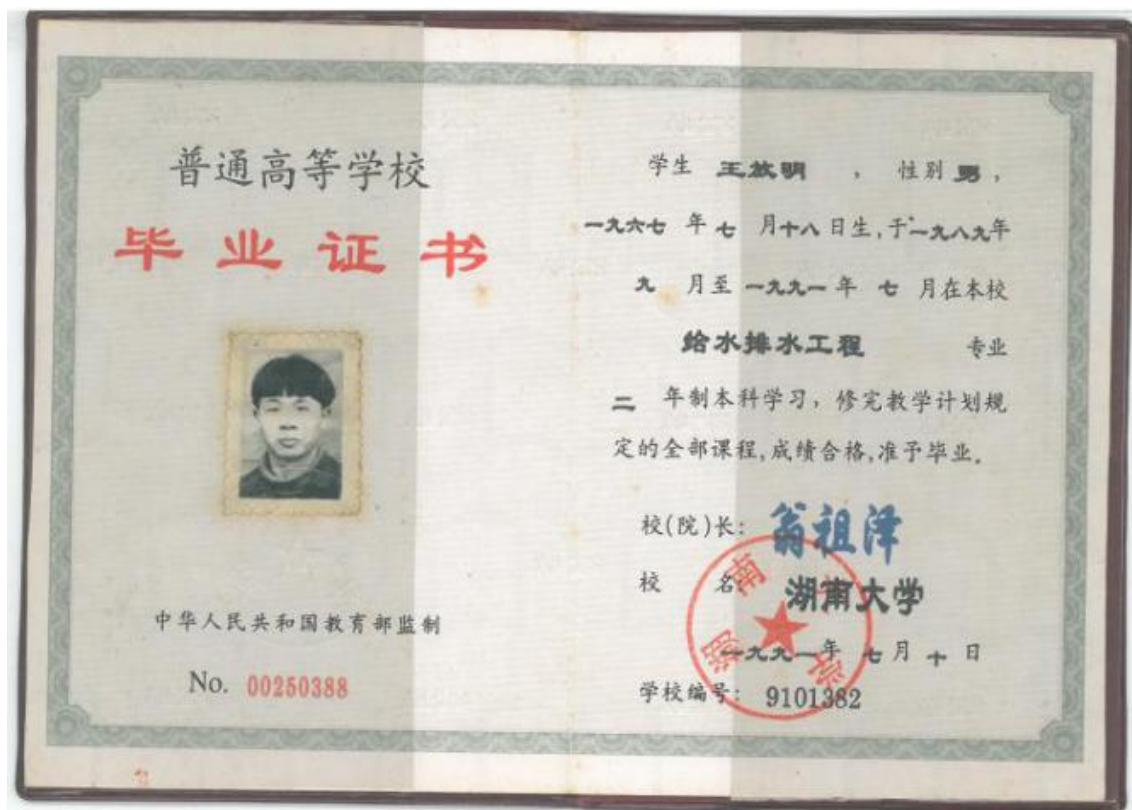 普通高等学校
毕业证书
中华人民共和国教育部监制
No. 00250388
学生 王放明 , 性别 男,
一九六七 年 七 月十八日生,于一九八九年
九 月至 一九九一 年 七 月在本校
给水排水工程 专业
二 年制本科学习, 修完教学计划规
定的全部课程,成绩合格,准予毕业。
校(院)长: 翁祖泽
校 名: 湖南大学
一九九一年 七月 十 日
学校编号: 9101382
湖南大学